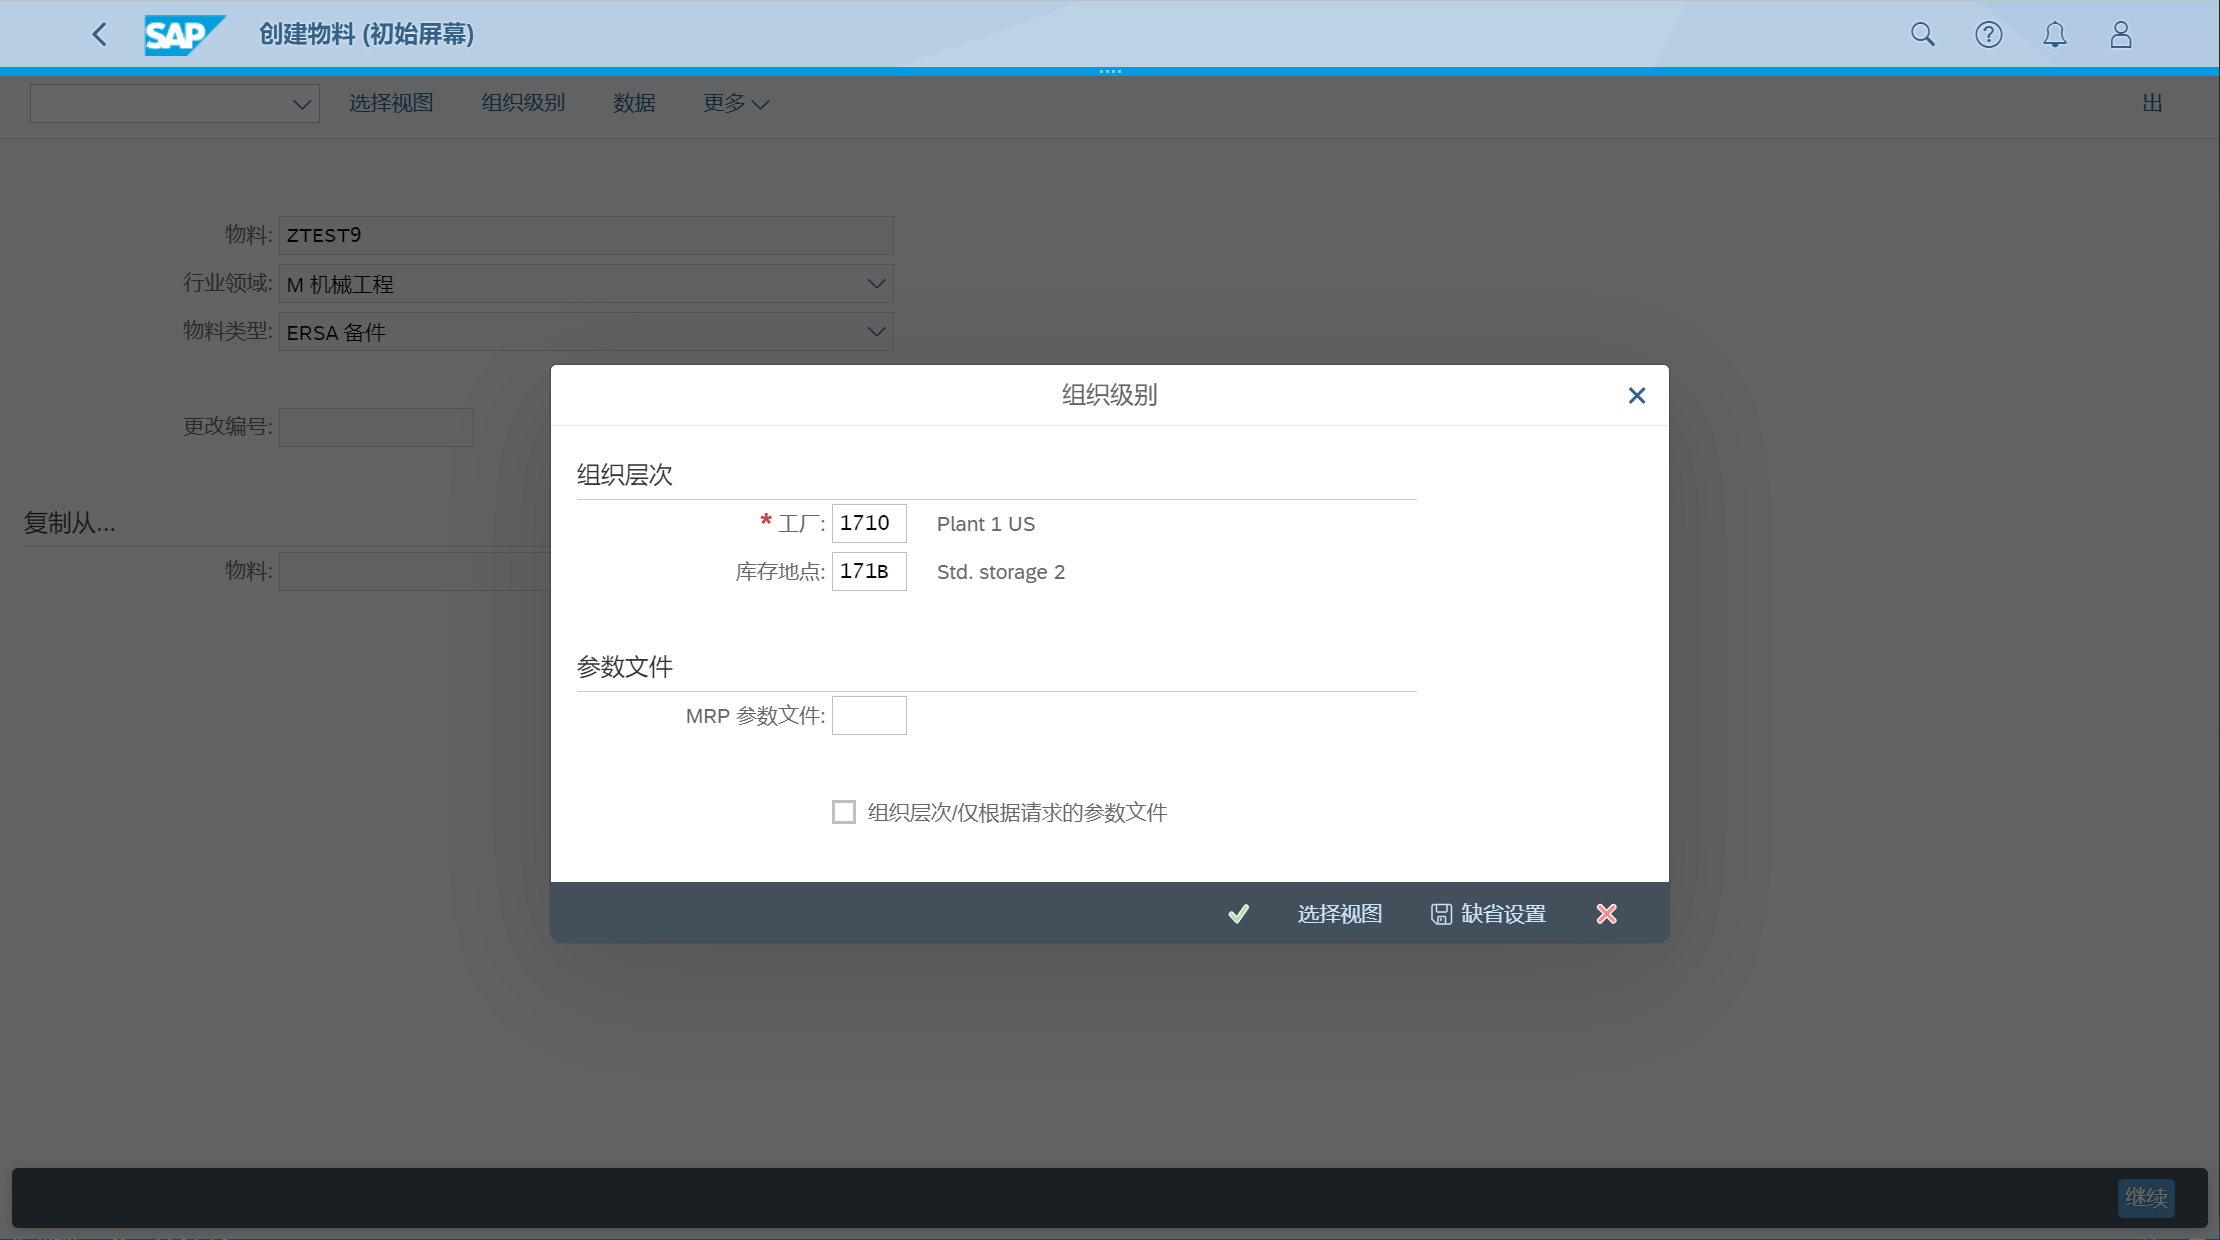 SAP 创建物料 (初始屏幕)
选择视图 组织级别 数据 更多 出
物料: ZTEST9
行业领域: M 机械工程
物料类型: ERSA 备件
更改编号:
复制从...
物料:
组织级别
组织层次
* 工厂: 1710 Plant 1 US
库存地点: 171B Std. storage 2
参数文件
MRP 参数文件:
组织层次/仅根据请求的参数文件
选择视图 缺省设置
继续